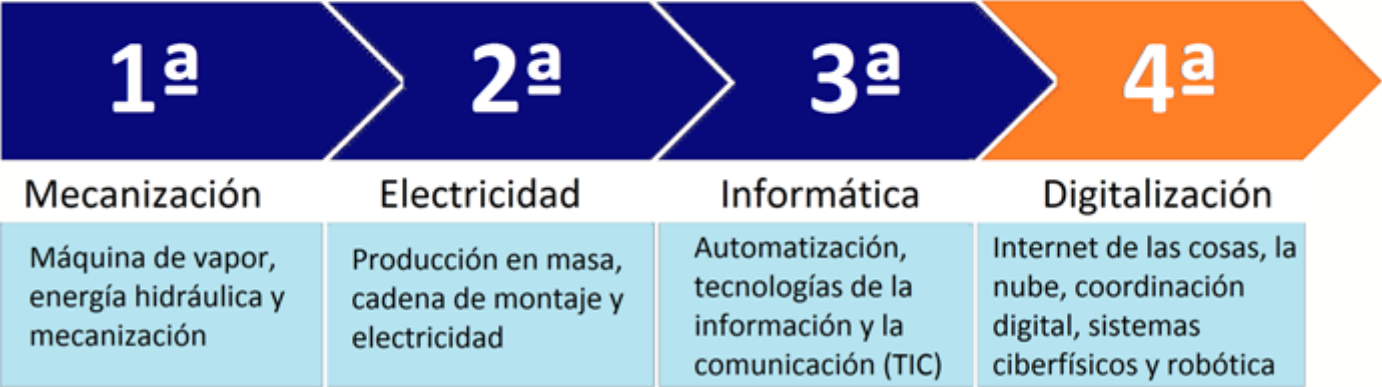 1ª
2ª
3ª
4ª
Mecanización
Electricidad
Informática
Digitalización
Máquina de vapor,
energía hidráulica y
mecanización
Producción en masa,
cadena de montaje y
electricidad
Automatización,
tecnologías de la
información y la
comunicación (TIC)
Internet de las cosas, la
nube, coordinación
digital, sistemas
ciberfísicos y robótica